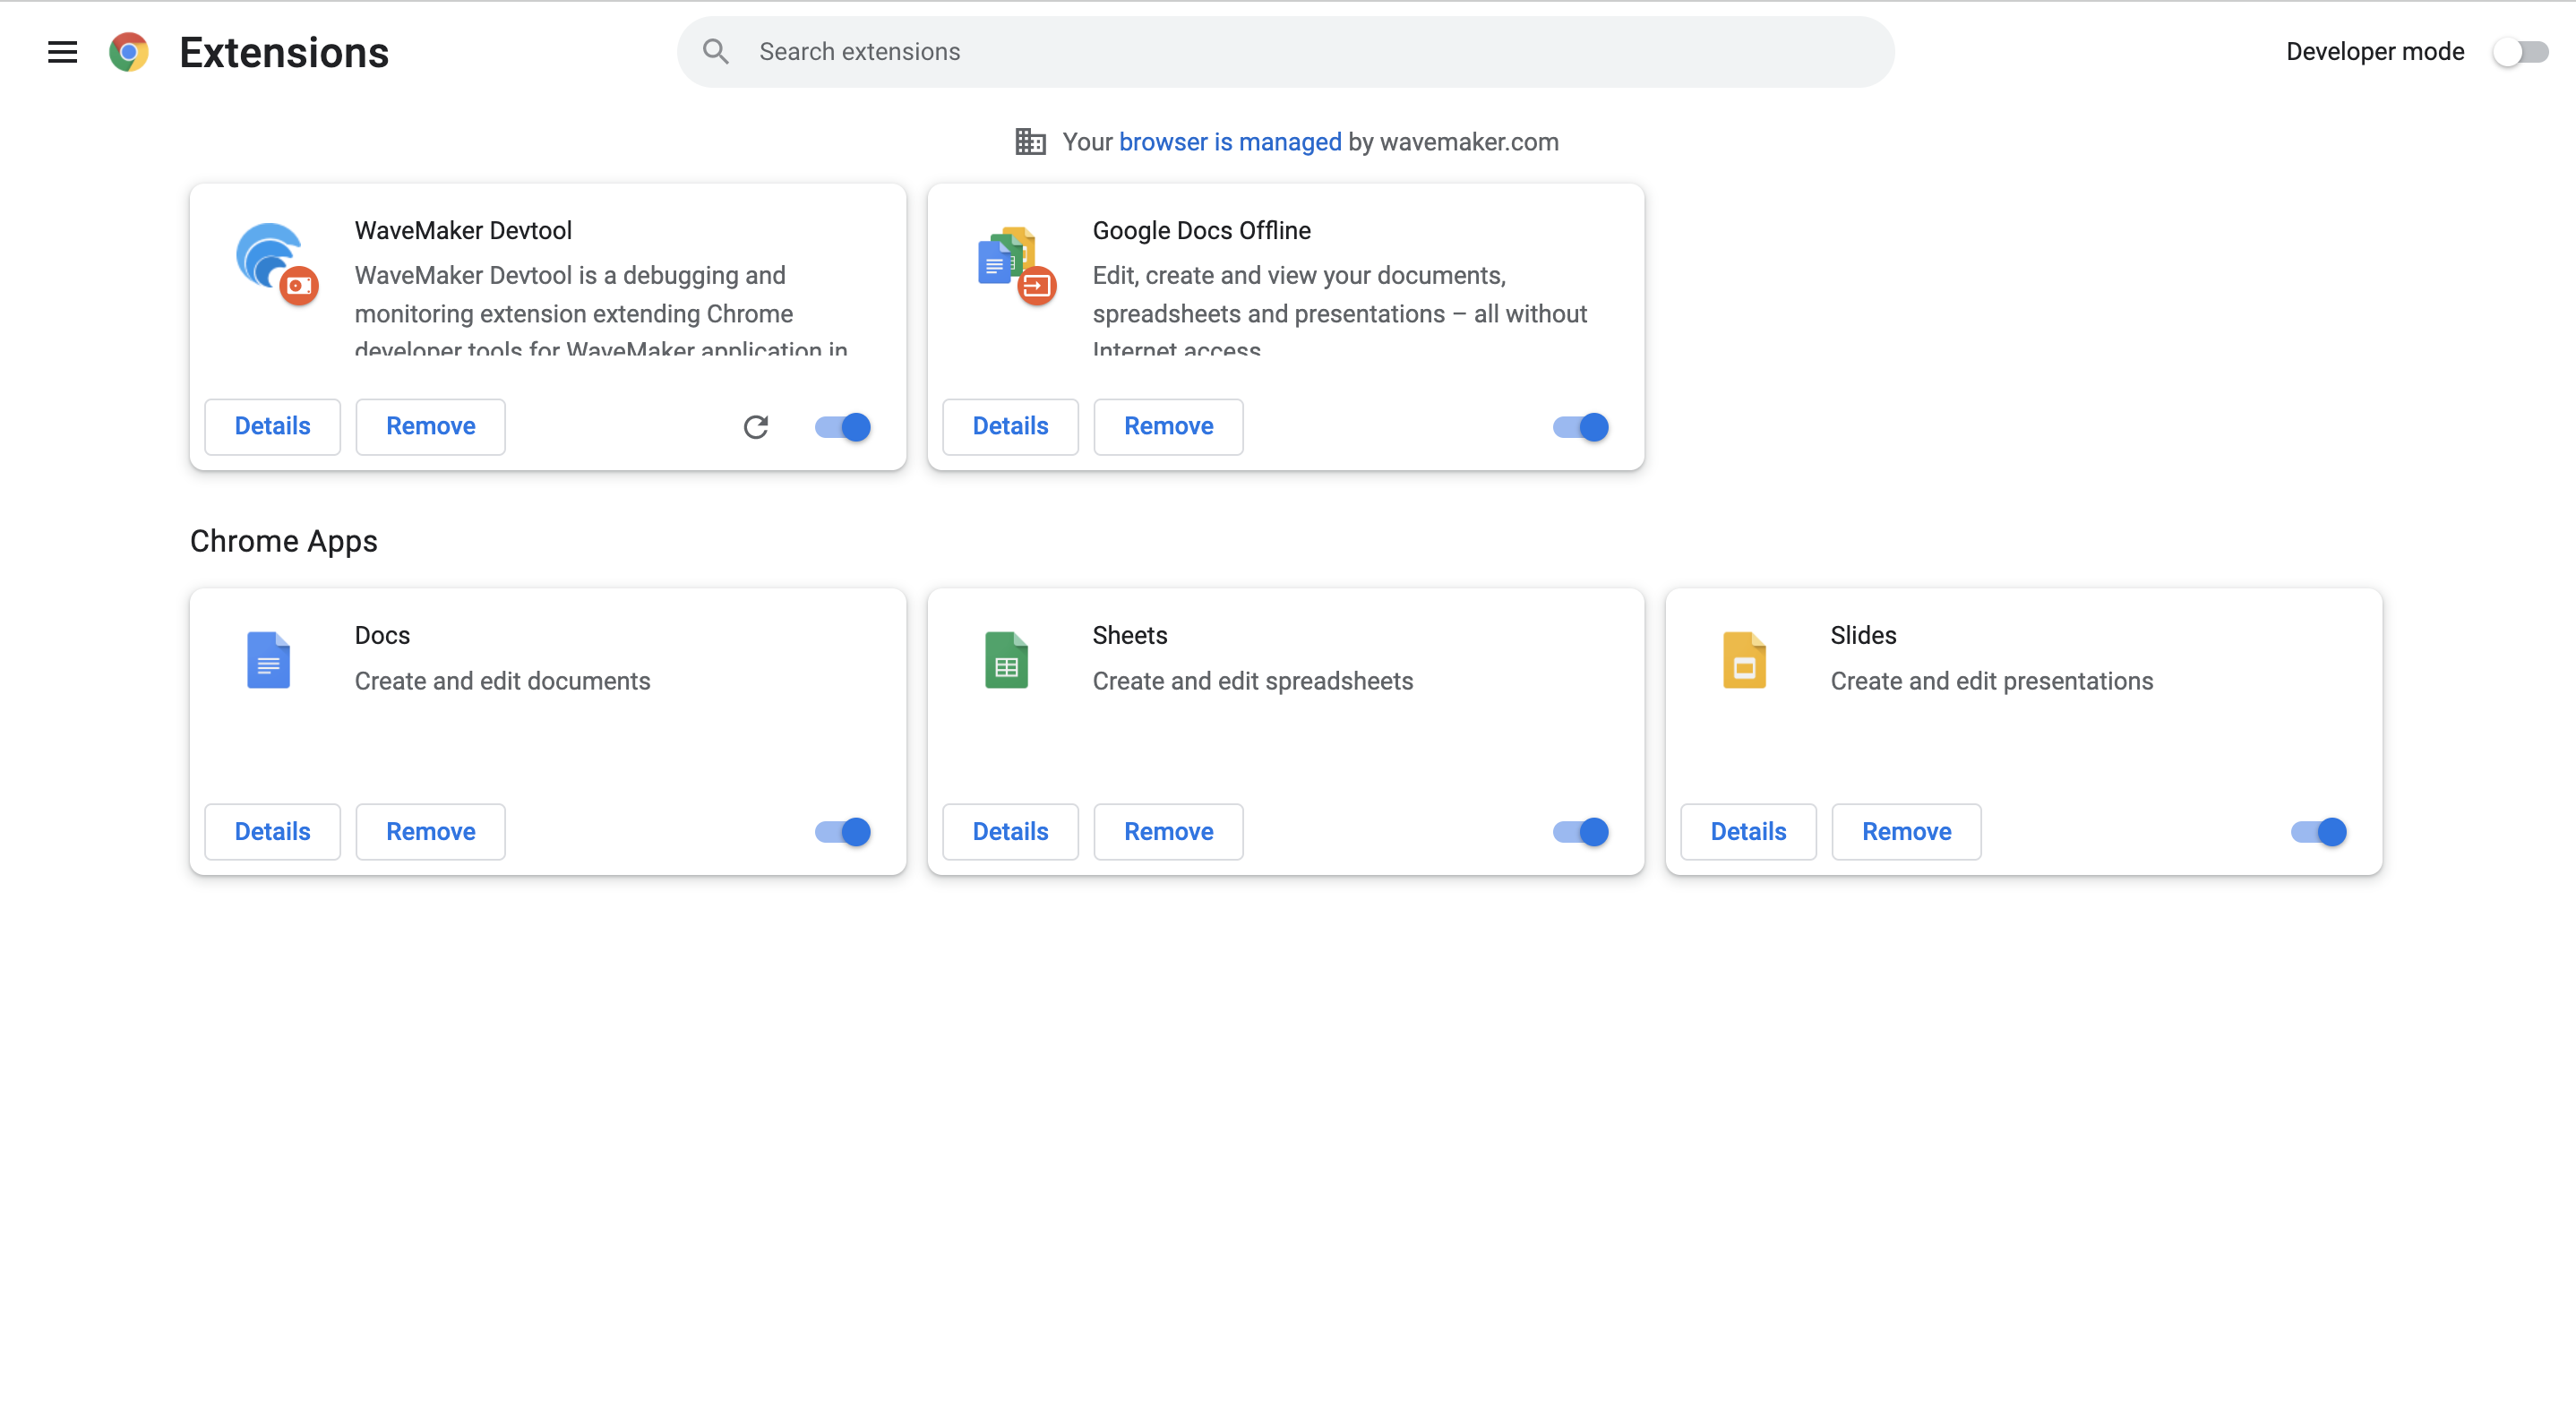 Extensions
Search extensions
Developer mode
Your browser is managed by wavemaker.com
WaveMaker Devtool
WaveMaker Devtool is a debugging and
monitoring extension extending Chrome
developer tools for WaveMaker application in
Details
Remove
Google Docs Offline
Edit, create and view your documents,
spreadsheets and presentations – all without
Internet access
Details
Remove
Chrome Apps
Docs
Create and edit documents
Details
Remove
Sheets
Create and edit spreadsheets
Details
Remove
Slides
Create and edit presentations
Details
Remove